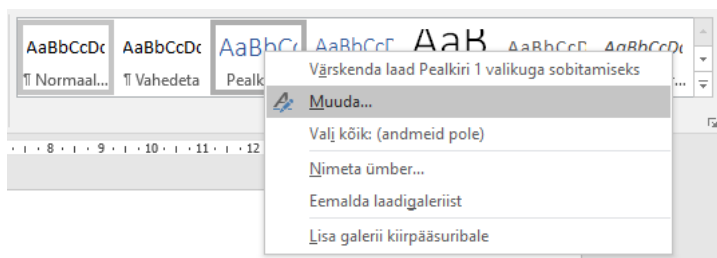 AaBbCcDc AaBbCcDc AaBbCc AaBbCcD AaB AaBbCcD AaBbCcDc
¶ Normaal... ¶ Vahedeta Pealk
Värskenda laad Pealkiri 1 valikuga sobitamiseks
Muuda...
Valj kõik: (andmeid pole)
Nimeta ümber...
Eemalda laadigaleriist
Lisa galerii kiirpääsuribale
8 9 10 11 12